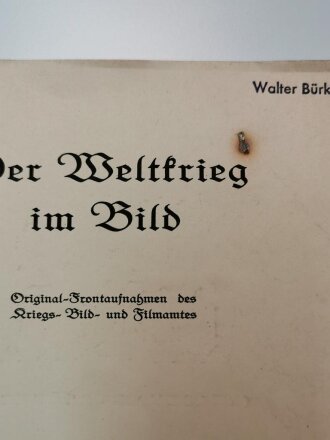 Walter Bürk
er Weltkrieg
im Bild
Original-Frontaufnahmen des
Kriegs- Bild- und Filmamtes